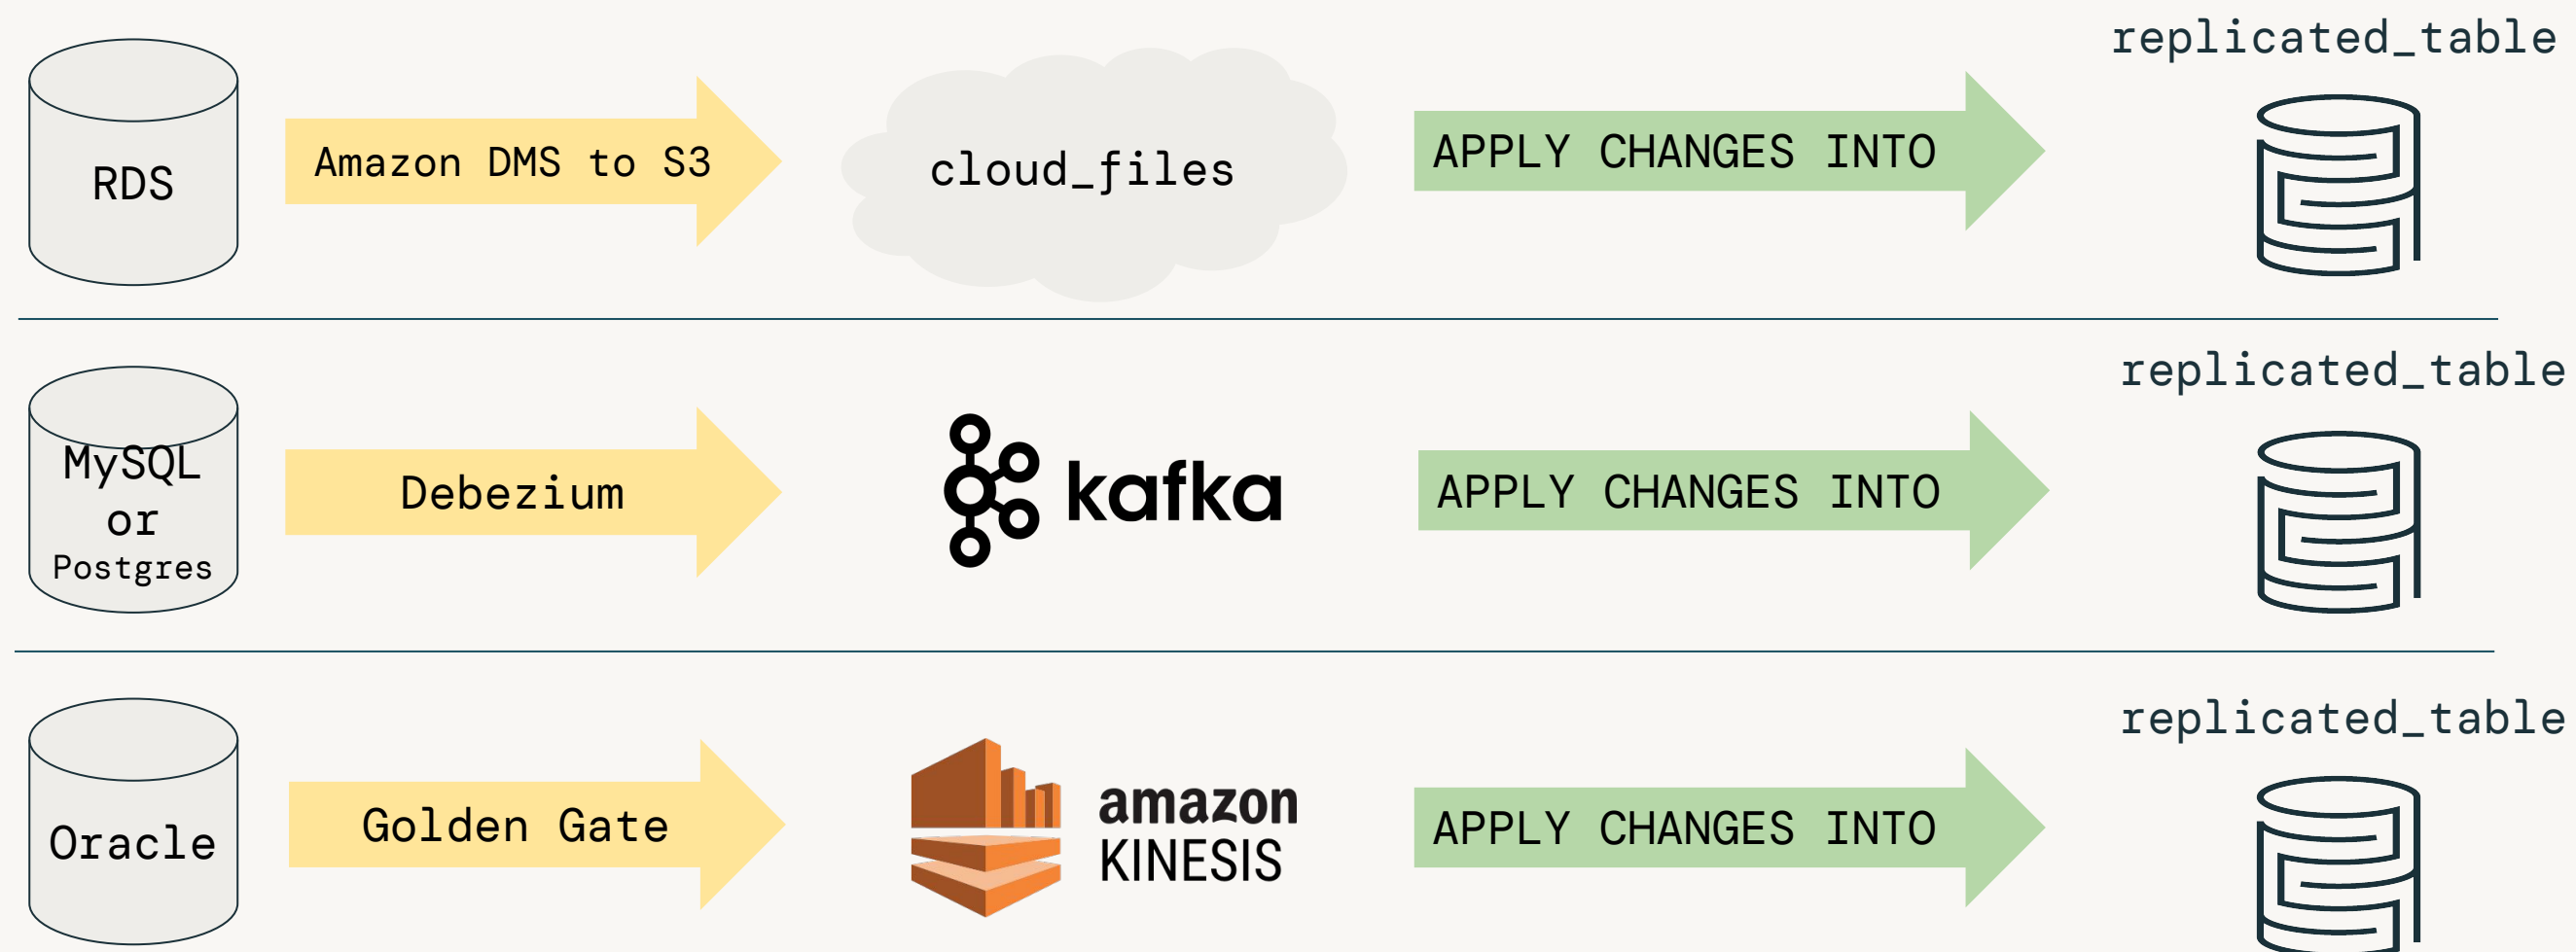 replicated_table
RDS
Amazon DMS to S3
cloud_files
APPLY CHANGES INTO
replicated_table
MySQL
or
Postgres
Debezium
kafka
APPLY CHANGES INTO
replicated_table
Oracle
Golden Gate
amazon
KINESIS
APPLY CHANGES INTO